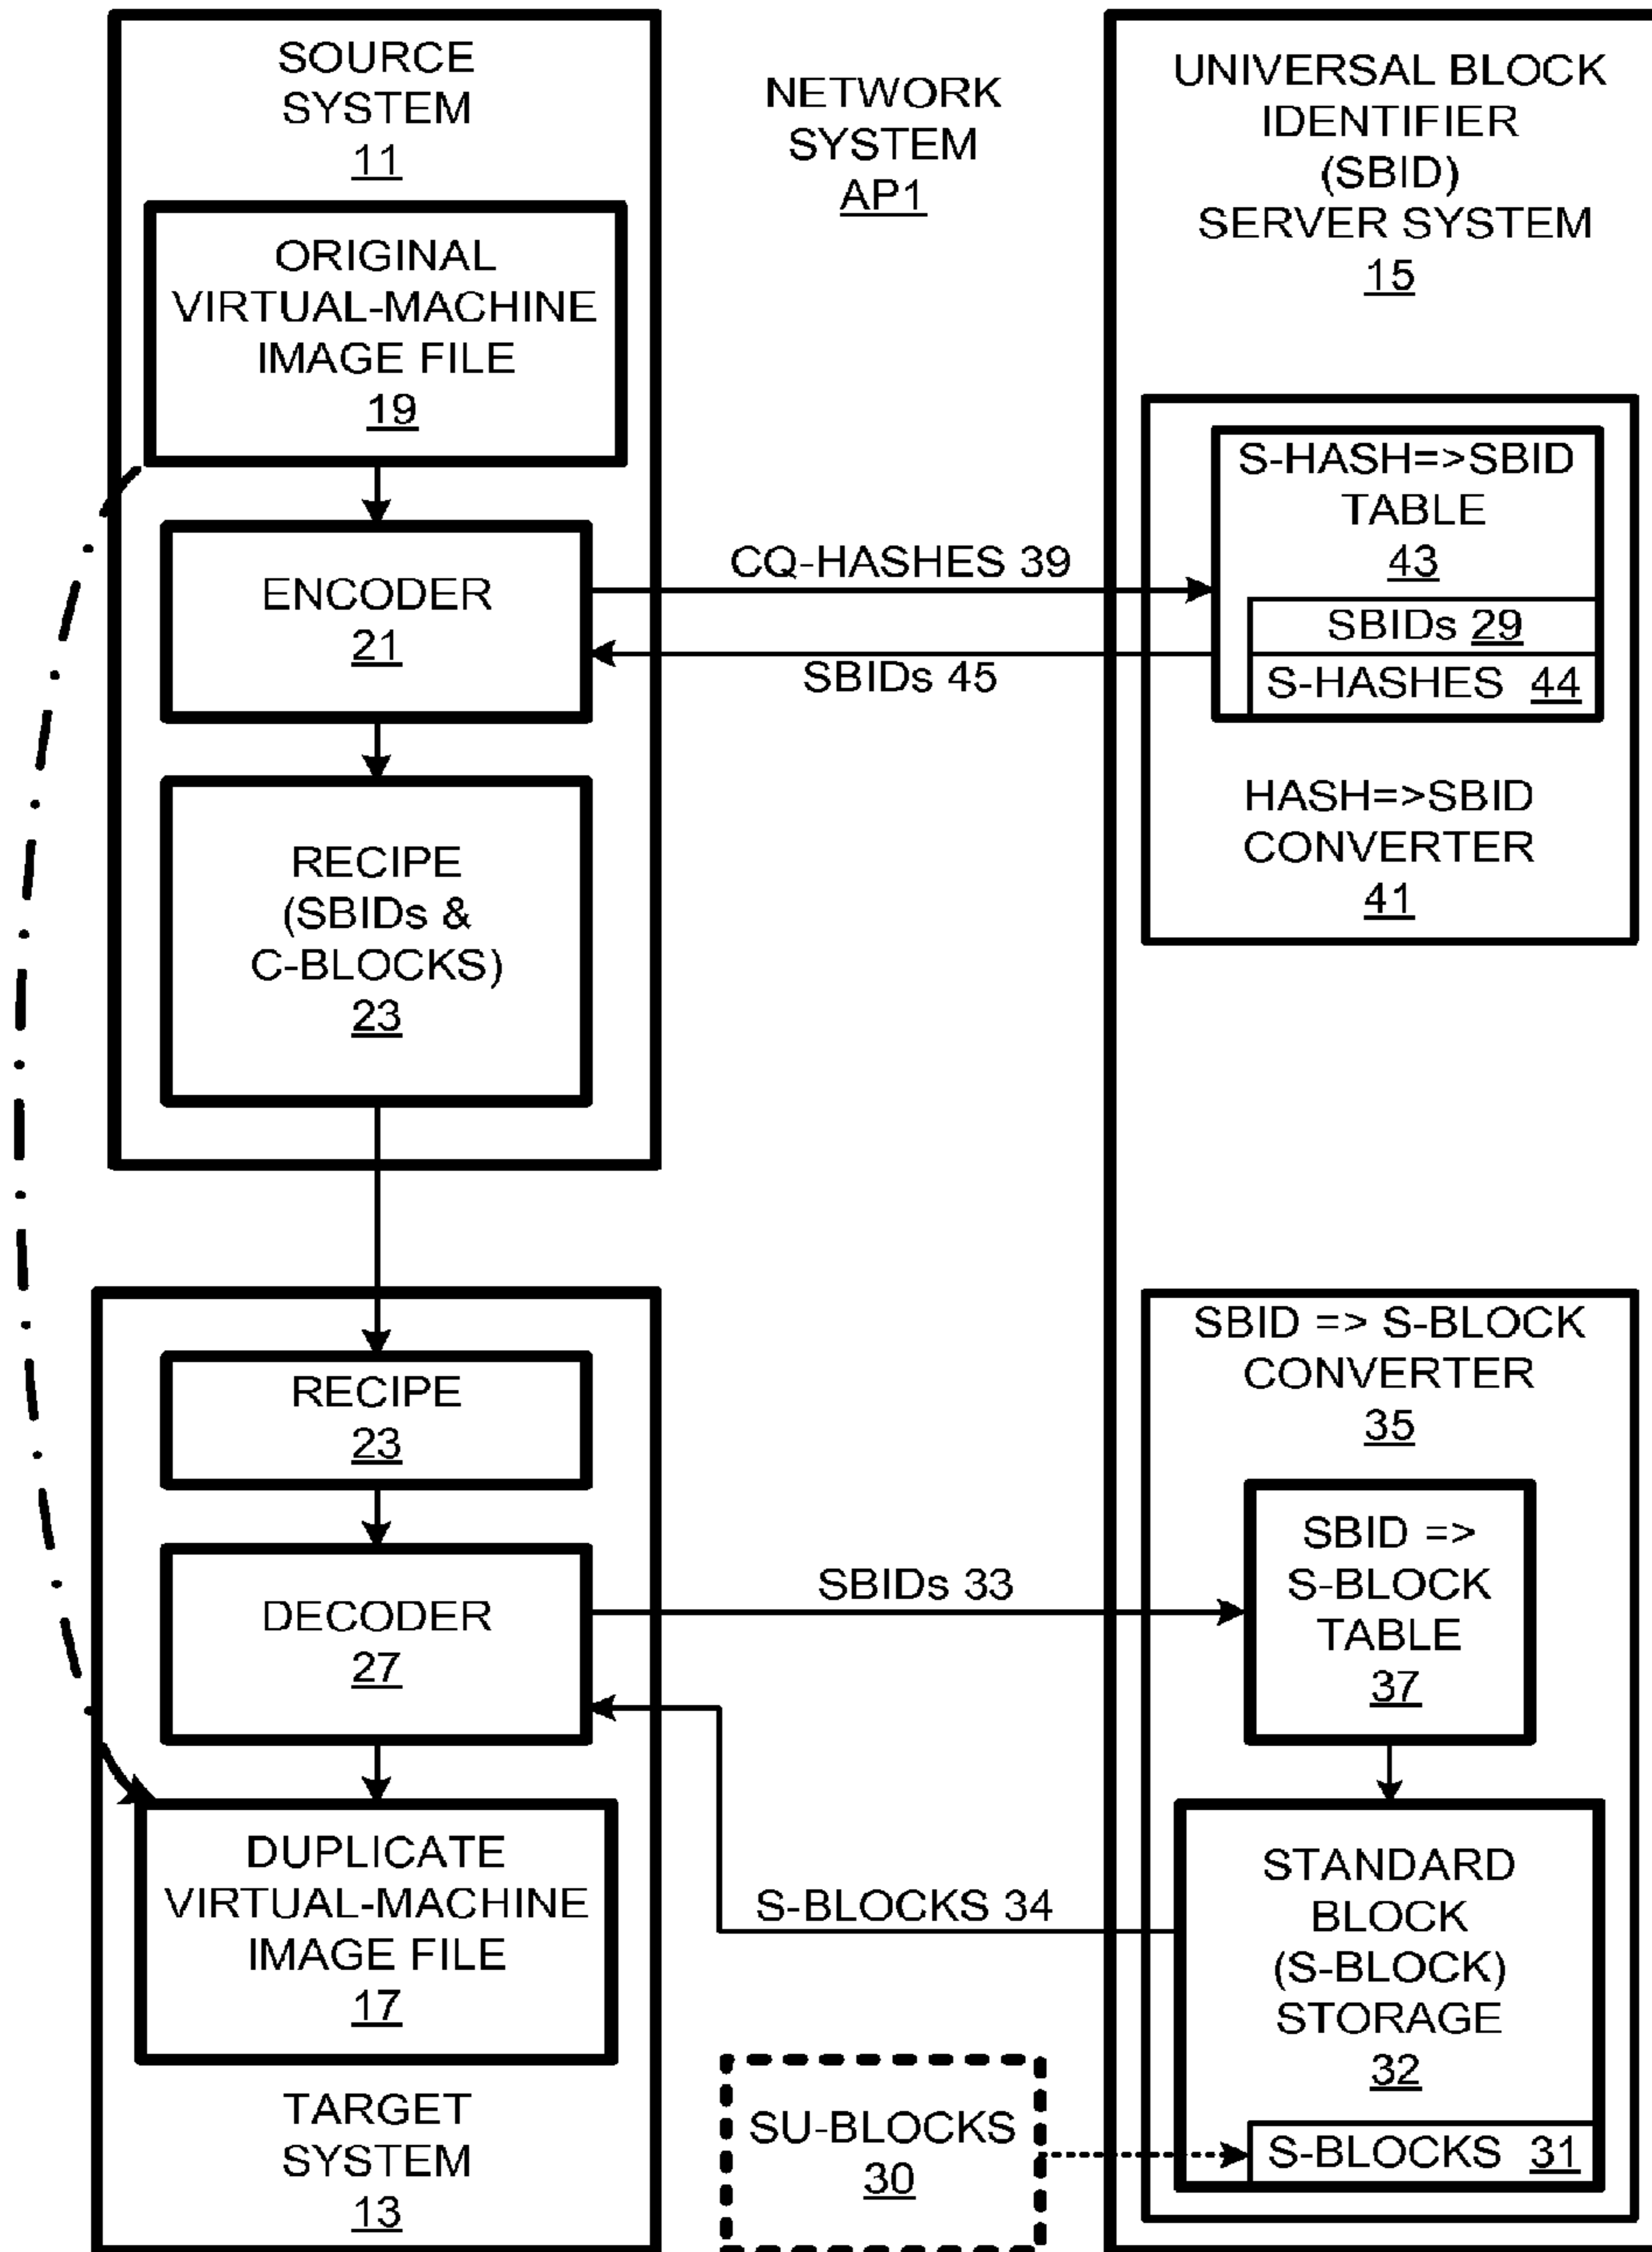 SOURCE
SYSTEM
11
ORIGINAL
VIRTUAL-MACHINE
IMAGE FILE
19
ENCODER
21
RECIPE
(SBIDs &
C-BLOCKS)
23
NETWORK
SYSTEM
AP1
CQ-HASHES 39
SBIDs 45
UNIVERSAL BLOCK
IDENTIFIER
(SBID)
SERVER SYSTEM
15
S-HASH=>SBID
TABLE
43
SBIDs 29
S-HASHES 44
HASH=>SBID
CONVERTER
41
RECIPE
23
DECODER
27
DUPLICATE
VIRTUAL-MACHINE
IMAGE FILE
17
TARGET
SYSTEM
13
SBIDs 33
S-BLOCKS 34
SU-BLOCKS
30
SBID => S-BLOCK
CONVERTER
35
SBID =>
S-BLOCK
TABLE
37
STANDARD
BLOCK
(S-BLOCK)
STORAGE
32
S-BLOCKS 31